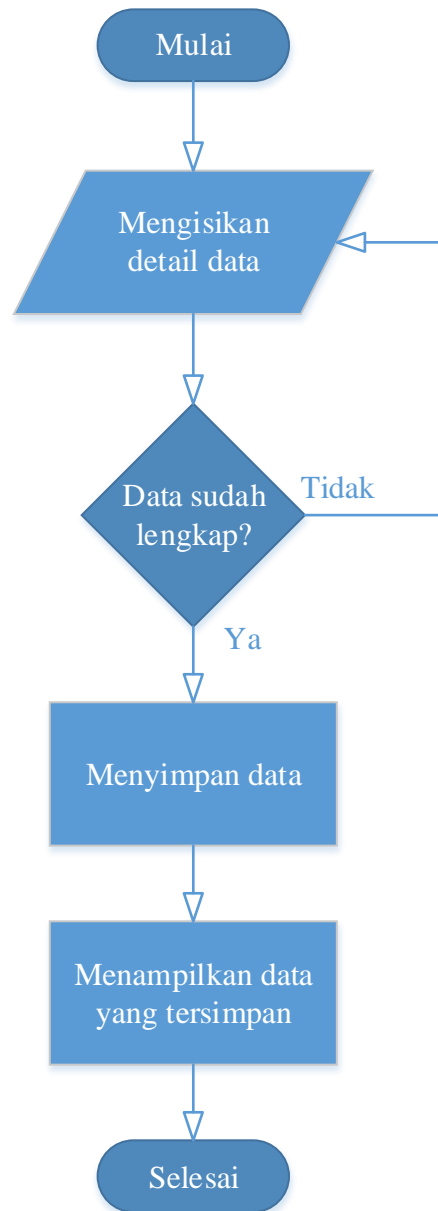 Mulai
Mengisikan
detail data
Data sudah
lengkap?
Tidak
Ya
Menyimpan data
Menampilkan data
yang tersimpan
Selesai